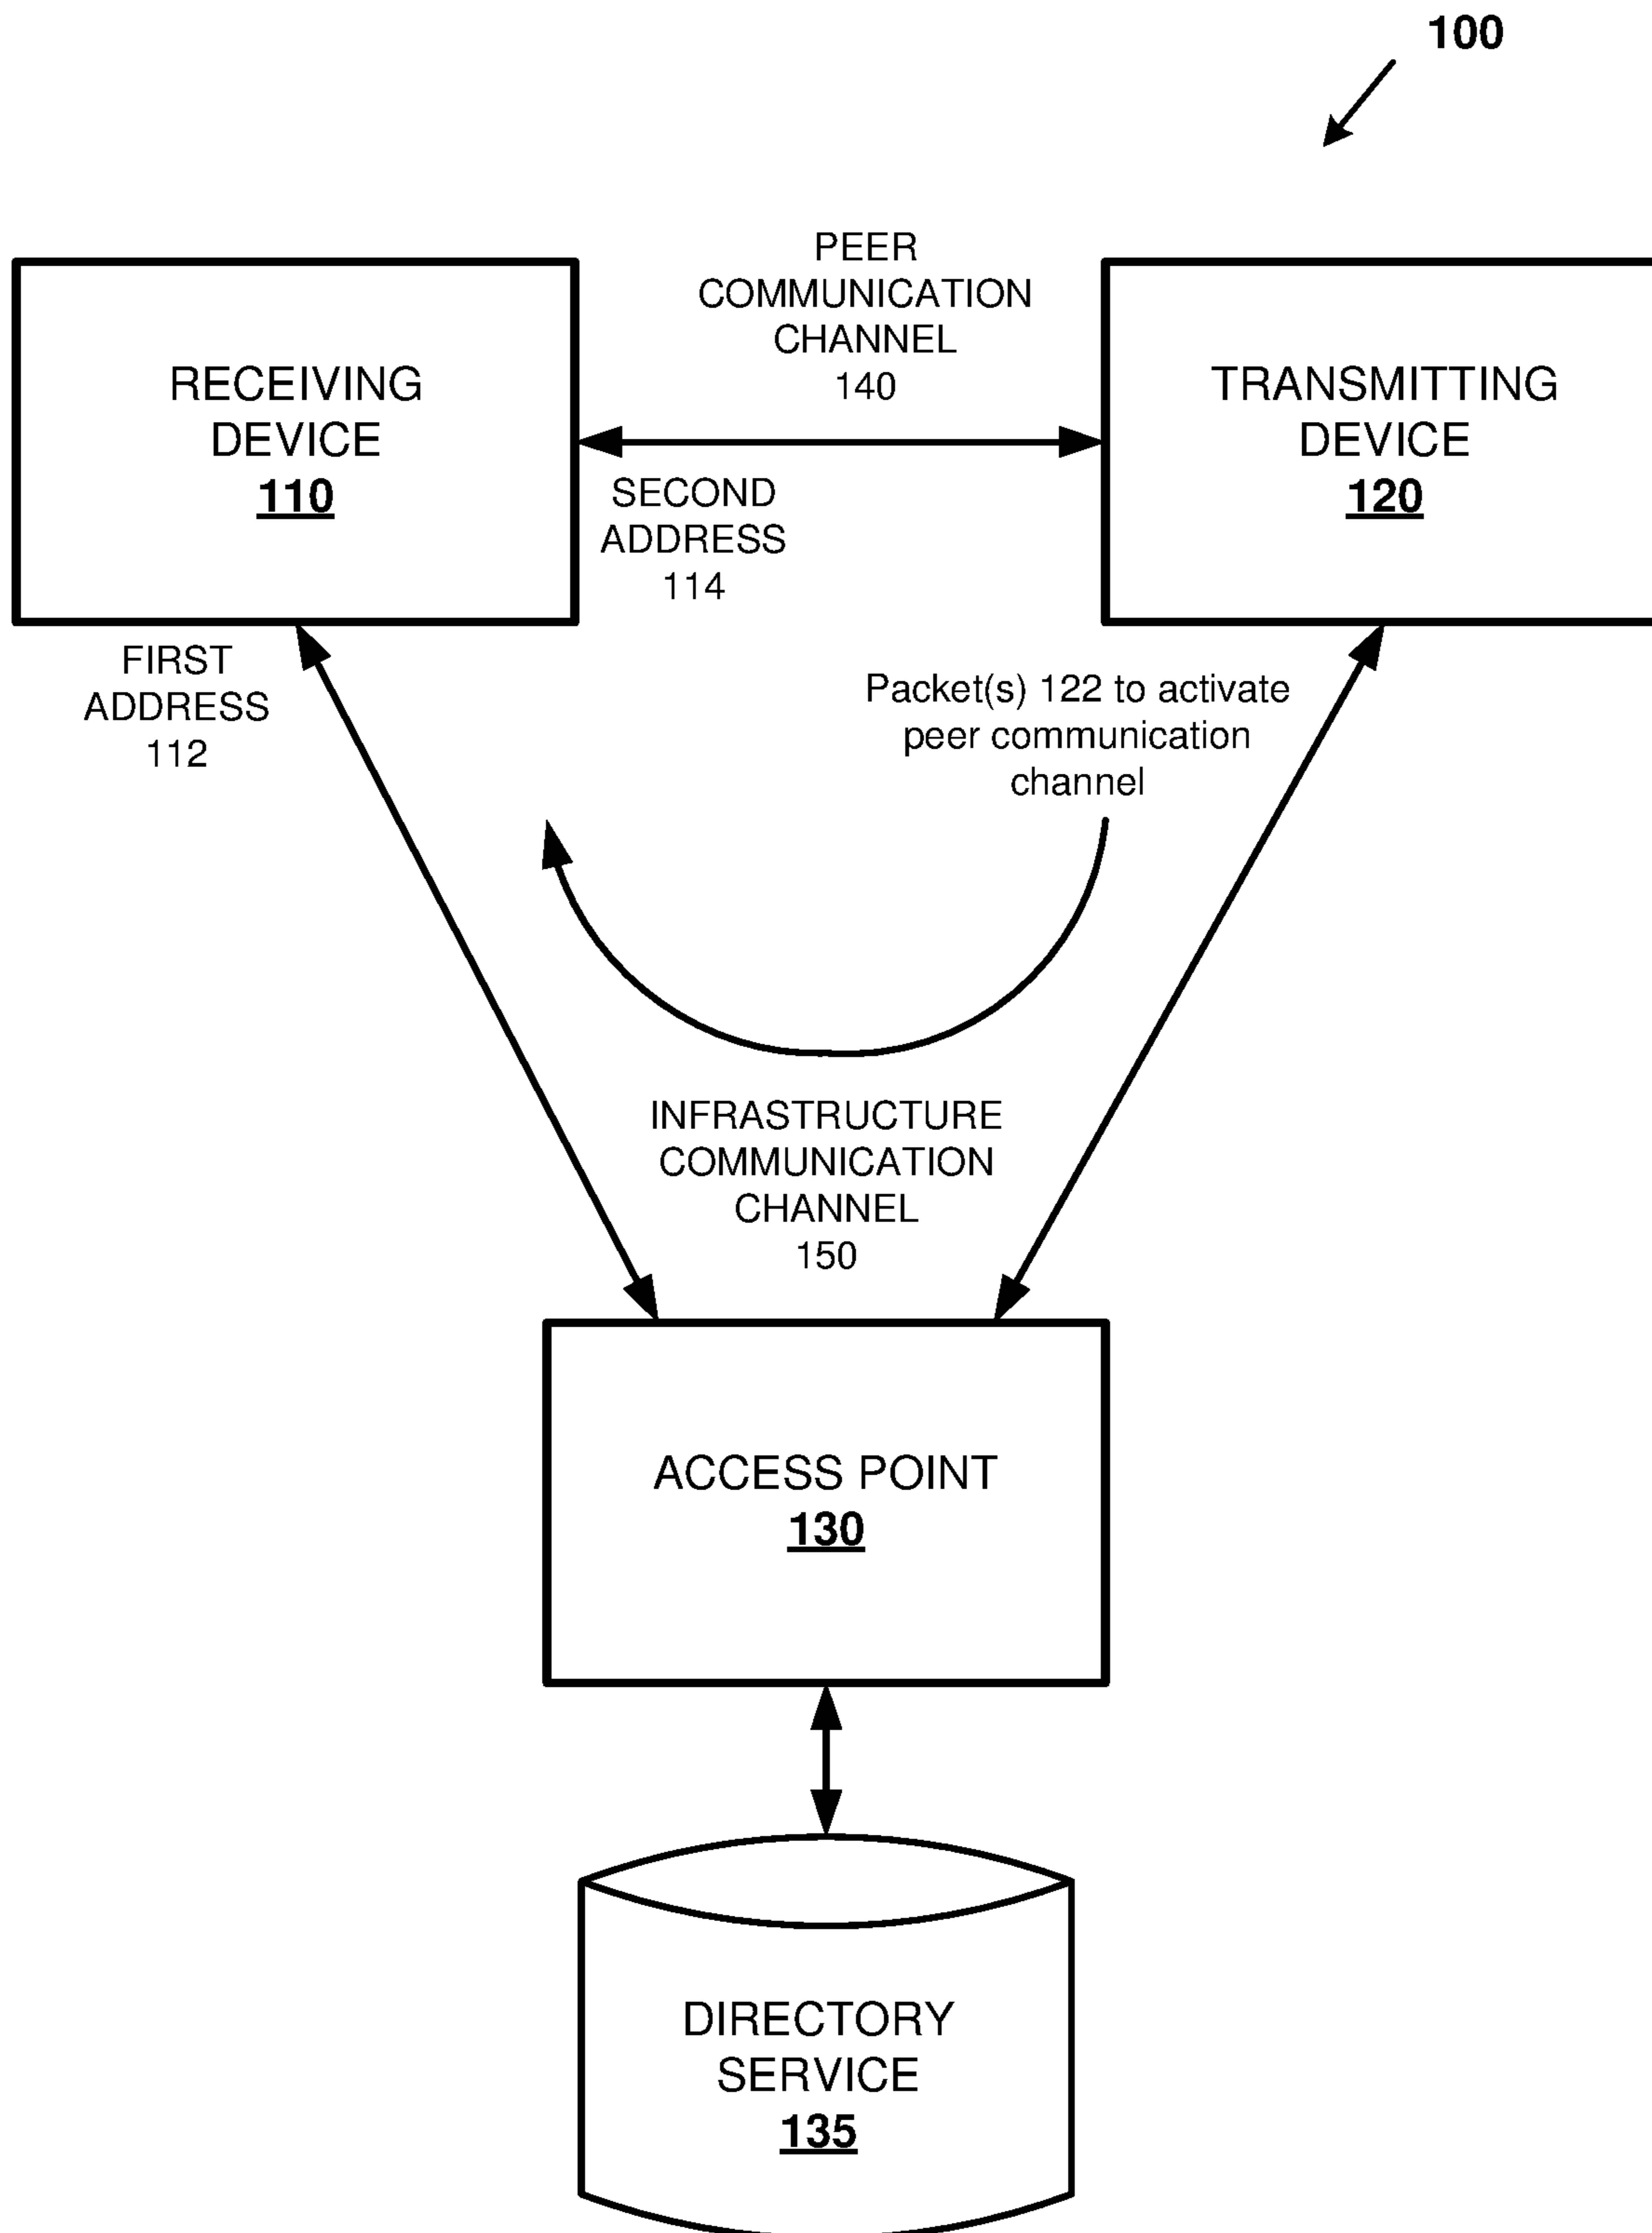 100
PEER
COMMUNICATION
CHANNEL
140
RECEIVING
DEVICE
110
TRANSMITTING
DEVICE
120
SECOND
ADDRESS
114
FIRST
ADDRESS
112
Packet(s) 122 to activate
peer communication
channel
INFRASTRUCTURE
COMMUNICATION
CHANNEL
150
ACCESS POINT
130
DIRECTORY
SERVICE
135